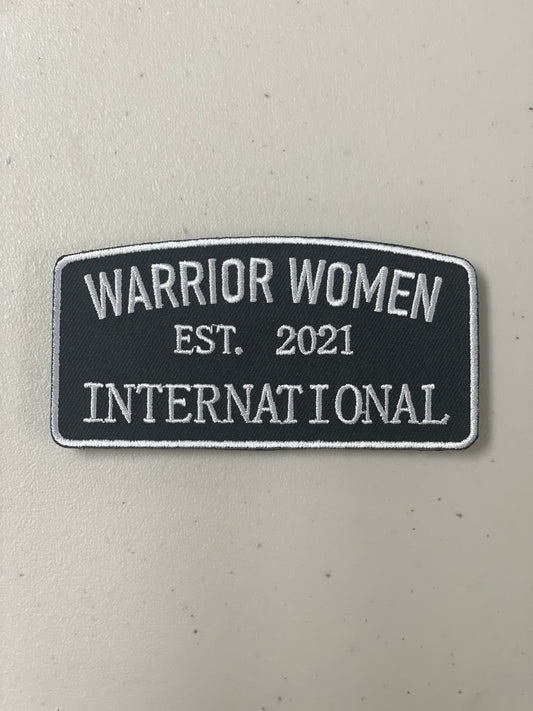 WARRIOR WOMEN
EST. 2021
INTERNATIONAL